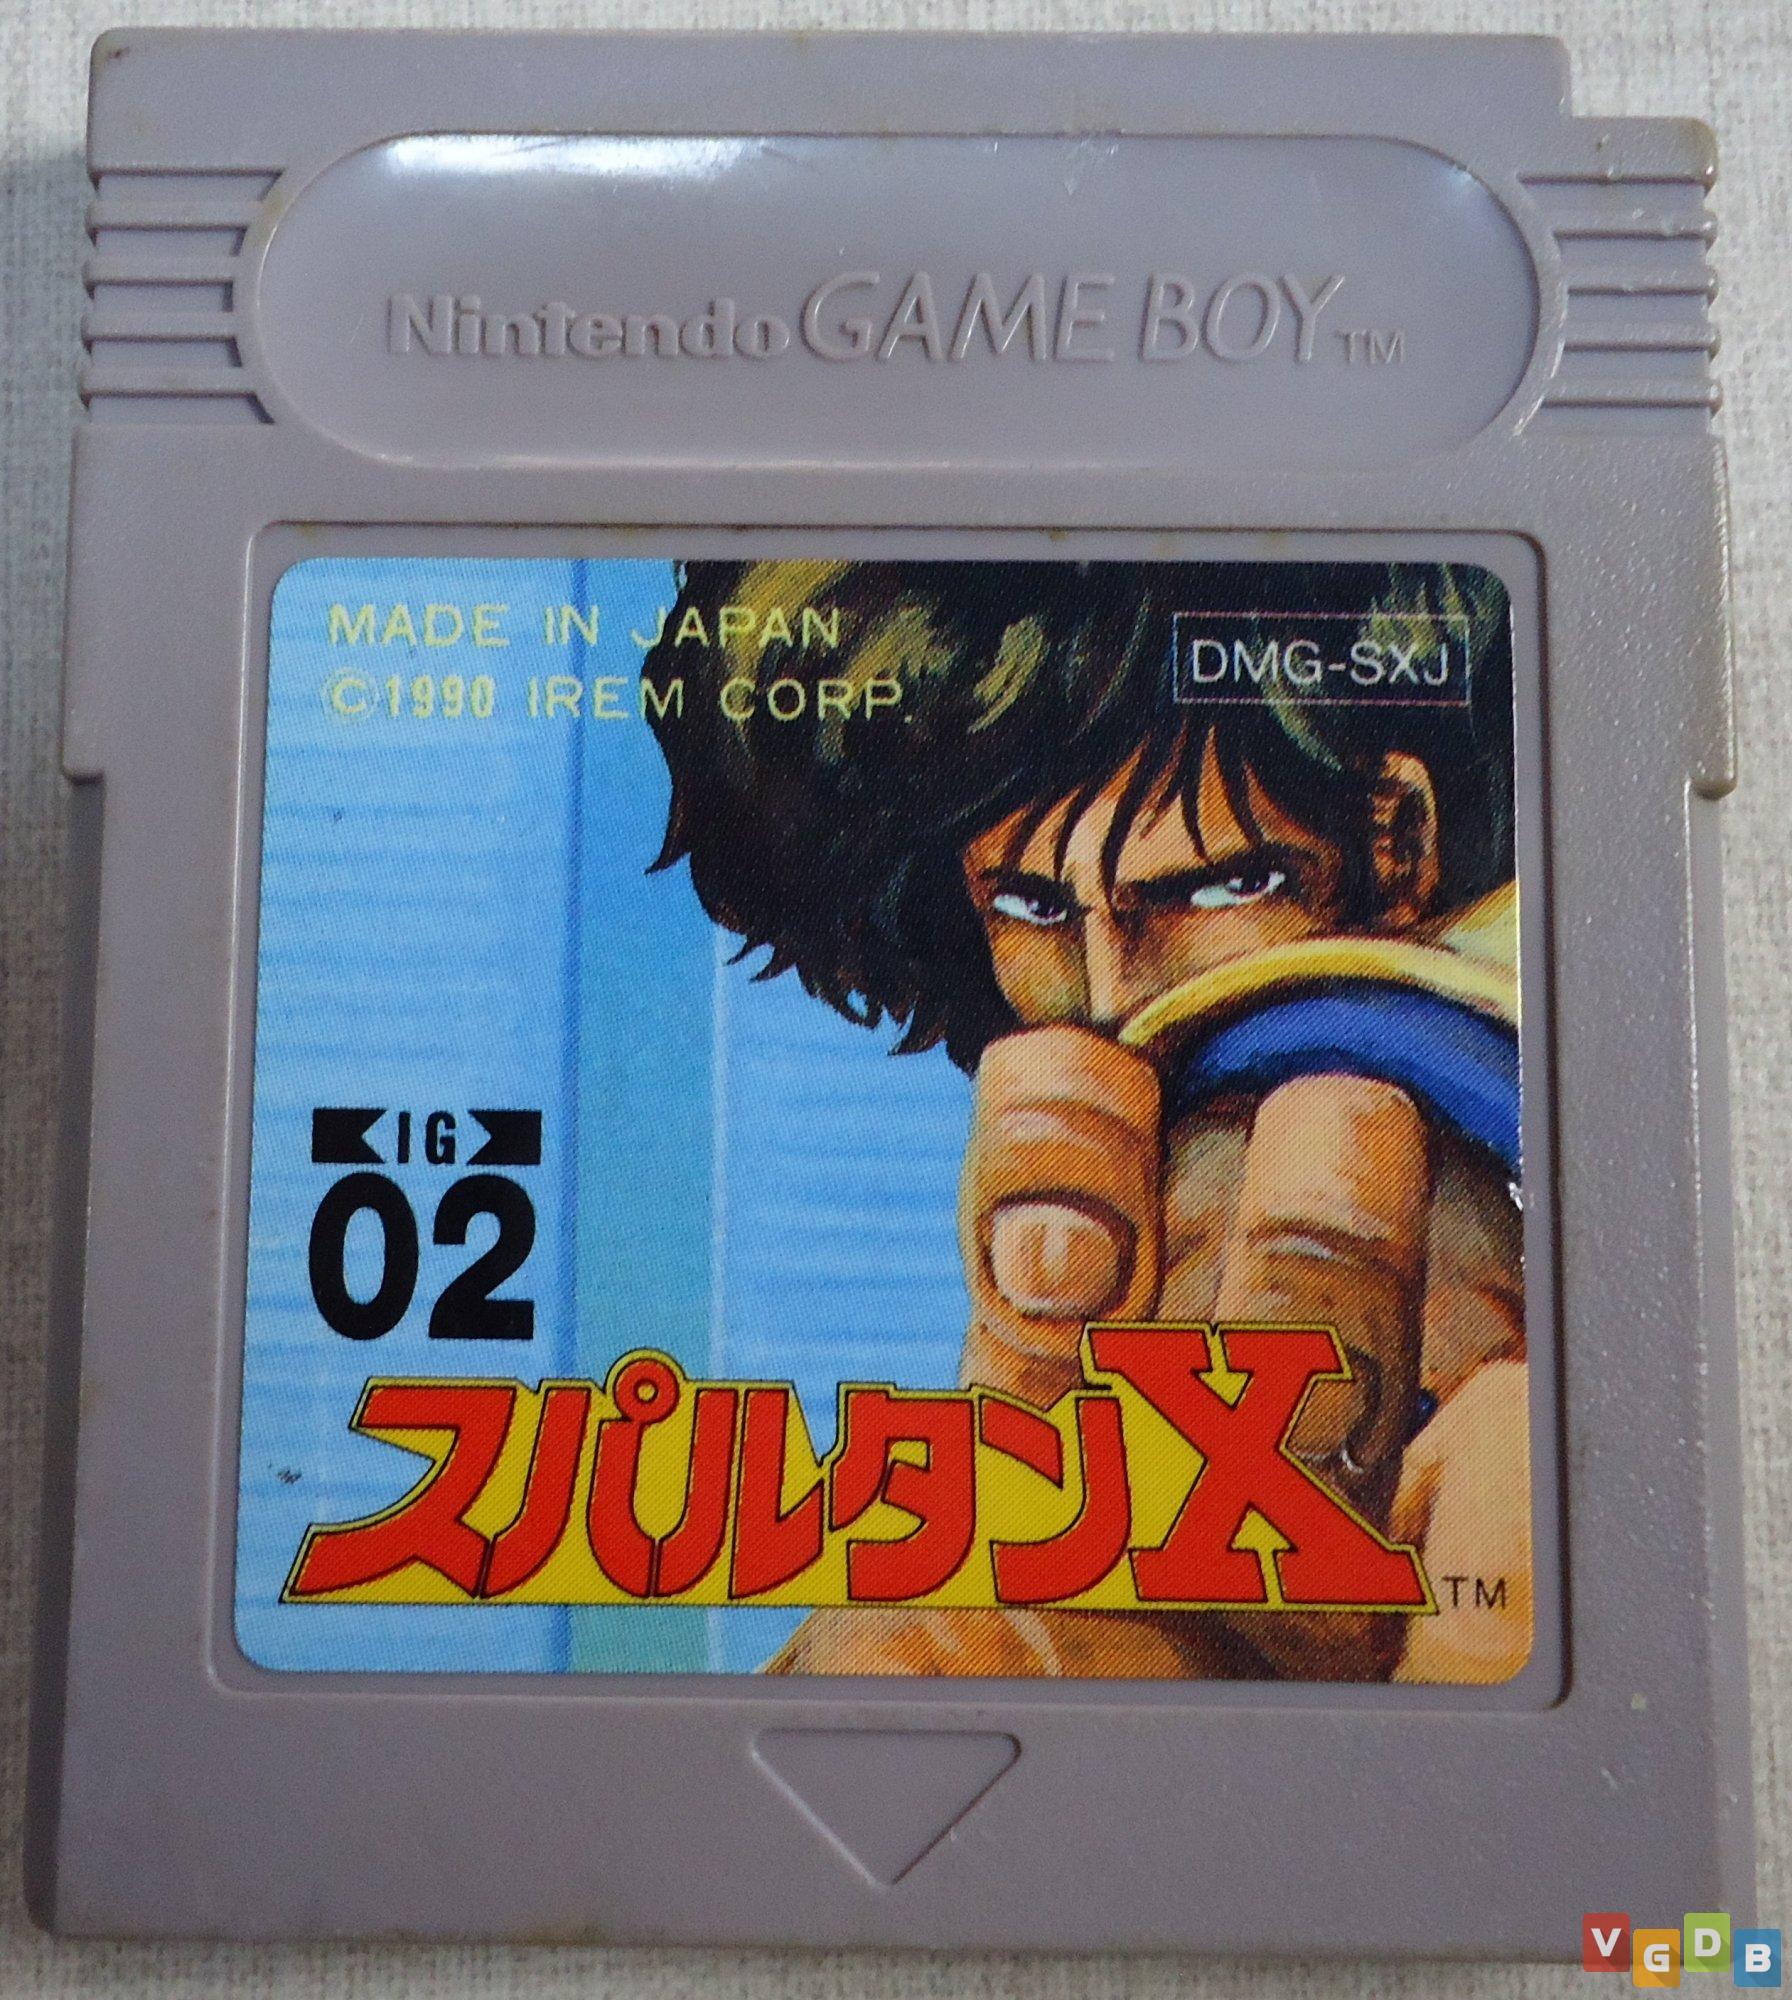 Nintendo GAME BOY TM
MADE IN JAPAN
©1990 IREM CORP.
DMG-SXJ
IG
02
スパルタンX TM
VGDB